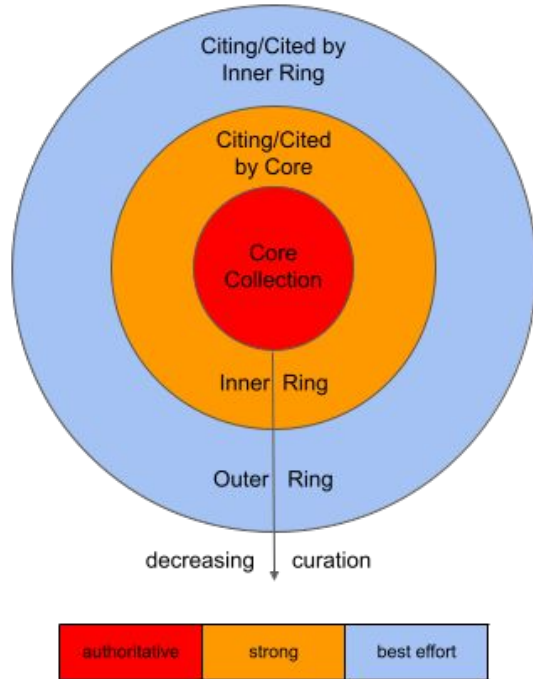 Citing/Cited by
Inner Ring
Citing/Cited
by Core
Core
Collection
Inner Ring
Outer Ring
decreasing curation
authoritative strong best effort